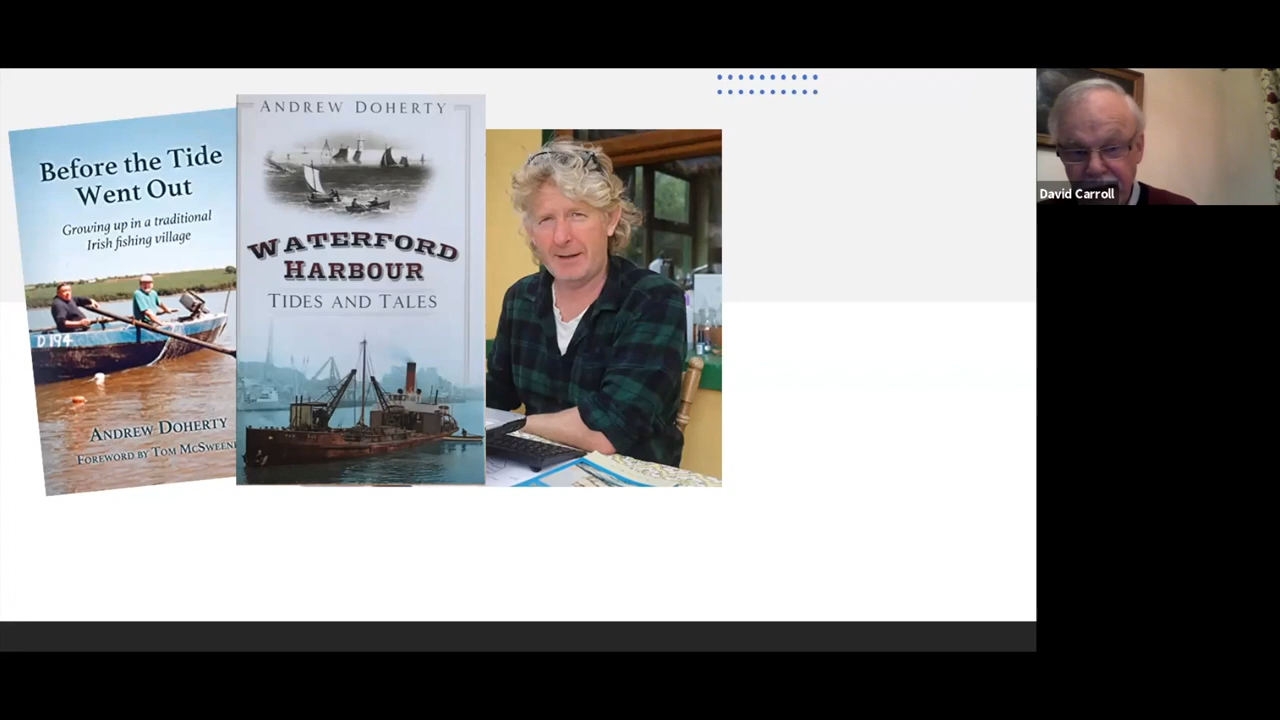 Before the Tide
Went Out
Growing up in a traditional
Irish fishing village
D 194
ANDREW DOHERTY
FOREWORD BY TOM
ANDREW DOHERTY
WATERFORD
HARBOUR
TIDES AND TALES
David Carroll